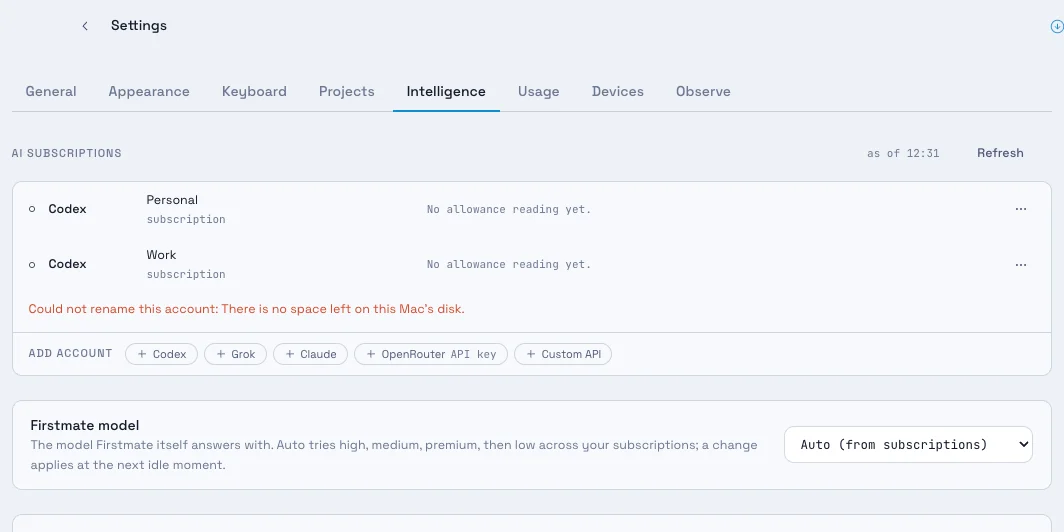 Settings
General Appearance Keyboard Projects Intelligence Usage Devices Observe
AI SUBSCRIPTIONS as of 12:31 Refresh
Codex Personal No allowance reading yet. ...
subscription
Codex Work No allowance reading yet. ...
subscription
Could not rename this account: There is no space left on this Mac's disk.
ADD ACCOUNT + Codex + Grok + Claude + OpenRouter API key + Custom API
Firstmate model
The model Firstmate itself answers with. Auto tries high, medium, premium, then low across your subscriptions; a change
applies at the next idle moment.
Auto (from subscriptions)